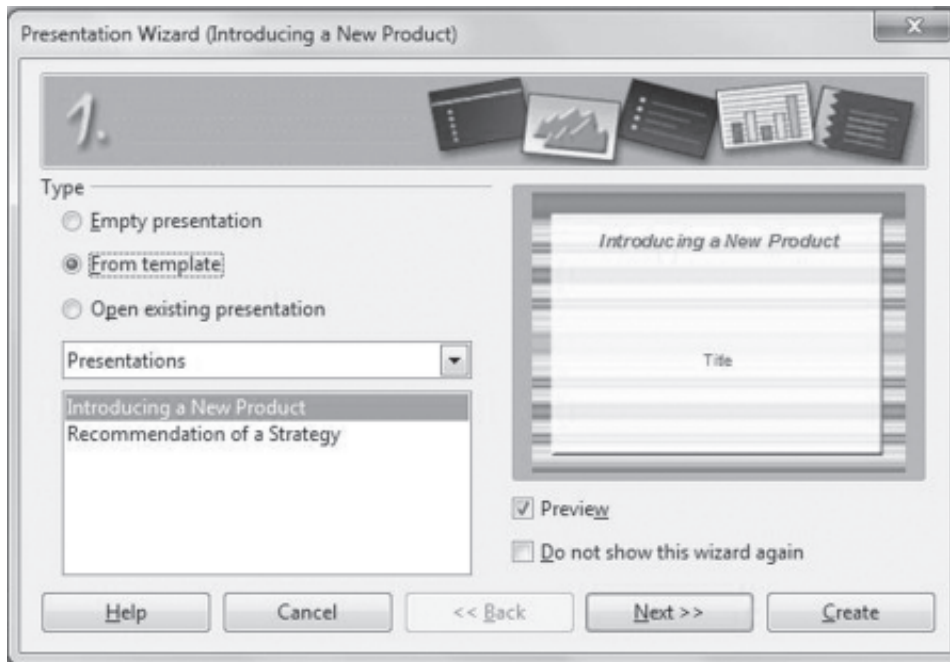 Presentation Wizard (Introducing a New Product)
1.
Type
Empty presentation
From template
Open existing presentation
Presentations
Introducing a New Product
Recommendation of a Strategy
Introducing a New Product
Title
Preview
Do not show this wizard again
Help
Cancel
<< Back
Next >>
Create